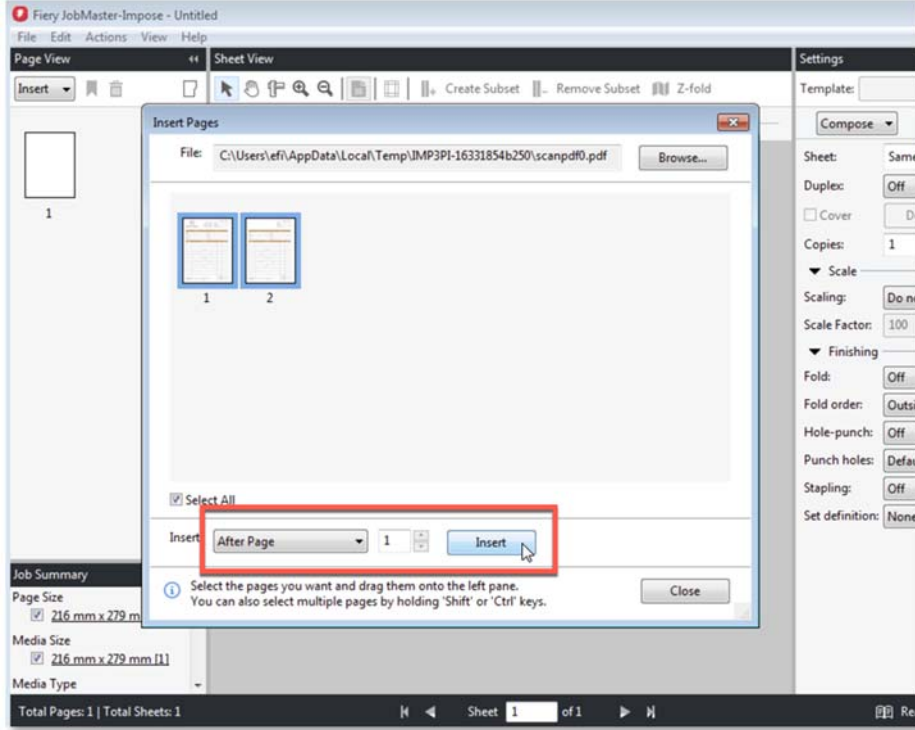 Fiery JobMaster-Impose - Untitled
File Edit Actions View Help
Page View
Sheet View
Settings
Insert
Create Subset
Remove Subset
Z-fold
Template:
Insert Pages
Compose
File: C:\Users\efi\AppData\Local\Temp\IMP3PI-16331854b250\scanpdf0.pdf Browse...
Sheet:
Duplex: Off
1
Cover
Copies: 1
Scale
1 2
Scaling: Do
Scale Factor: 100
Finishing
Fold: Off
Fold order:
Hole-punch: Off
Punch holes:
Stapling: Off
Select All
Set definition: None
Insert After Page 1 Insert
Job Summary
Select the pages you want and drag them onto the left pane.
You can also select multiple pages by holding 'Shift' or 'Ctrl' keys.
Close
Page Size
216 mm x 279 m
Media Size
216 mm x 279 mm [1]
Media Type
Total Pages: 1 | Total Sheets: 1
Sheet 1 of 1